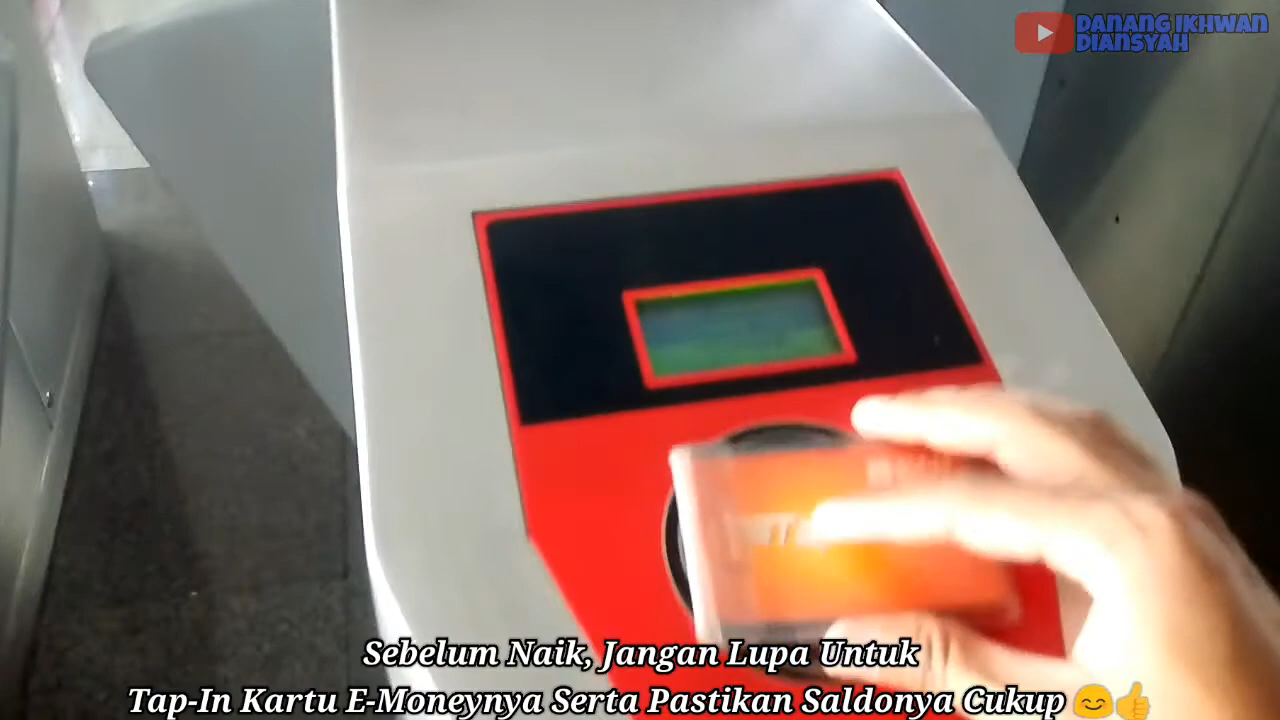 DANANG IKHWAN
DIANSYAH
Sebelum Naik, Jangan Lupa Untuk
Tap-In Kartu E-Moneynya Serta Pastikan Saldonya Cukup 😊👍